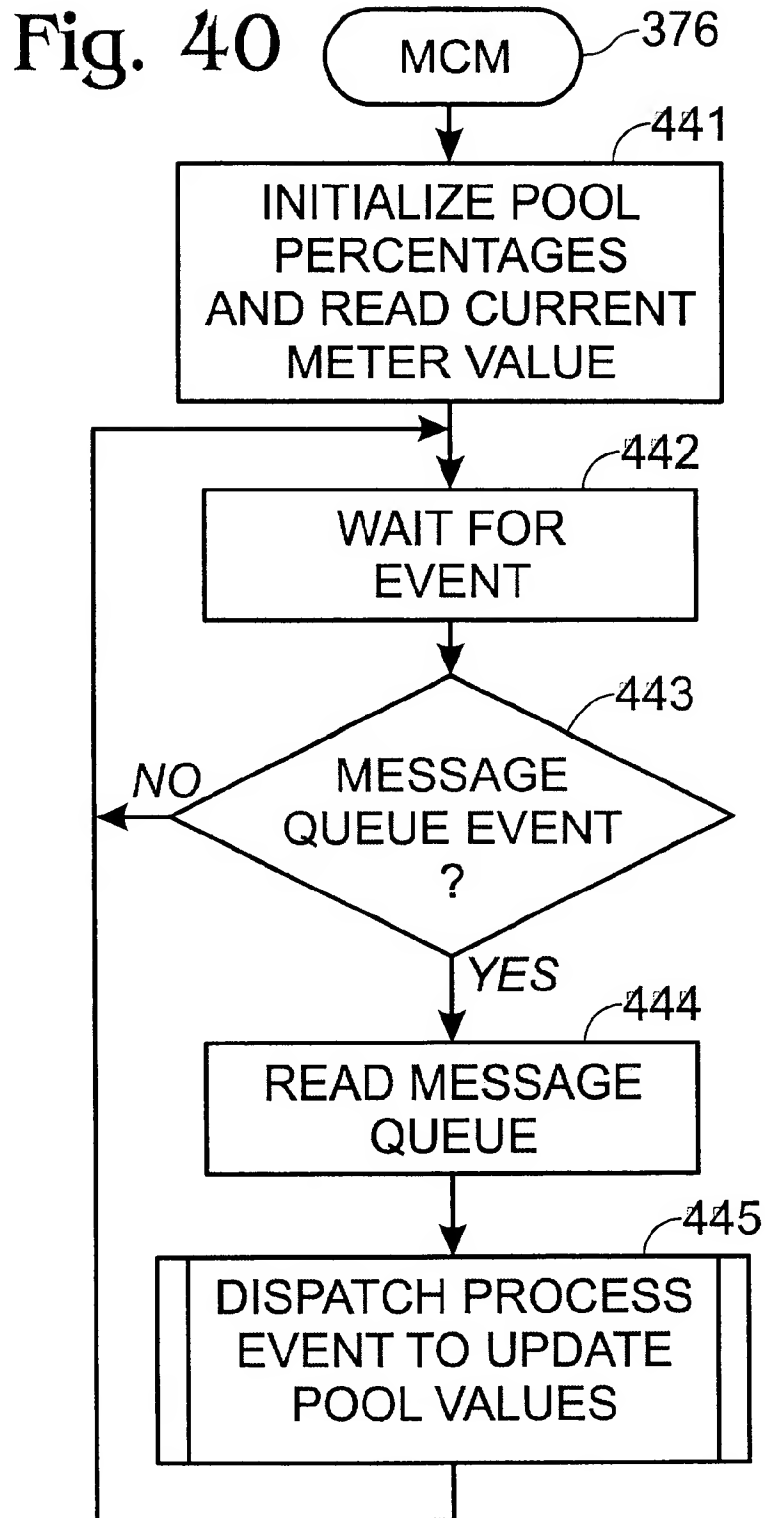 Fig. 40
MCM
376
441
INITIALIZE POOL
PERCENTAGES
AND READ CURRENT
METER VALUE
442
WAIT FOR
EVENT
443
MESSAGE
QUEUE EVENT
?
NO
YES
444
READ MESSAGE
QUEUE
445
DISPATCH PROCESS
EVENT TO UPDATE
POOL VALUES